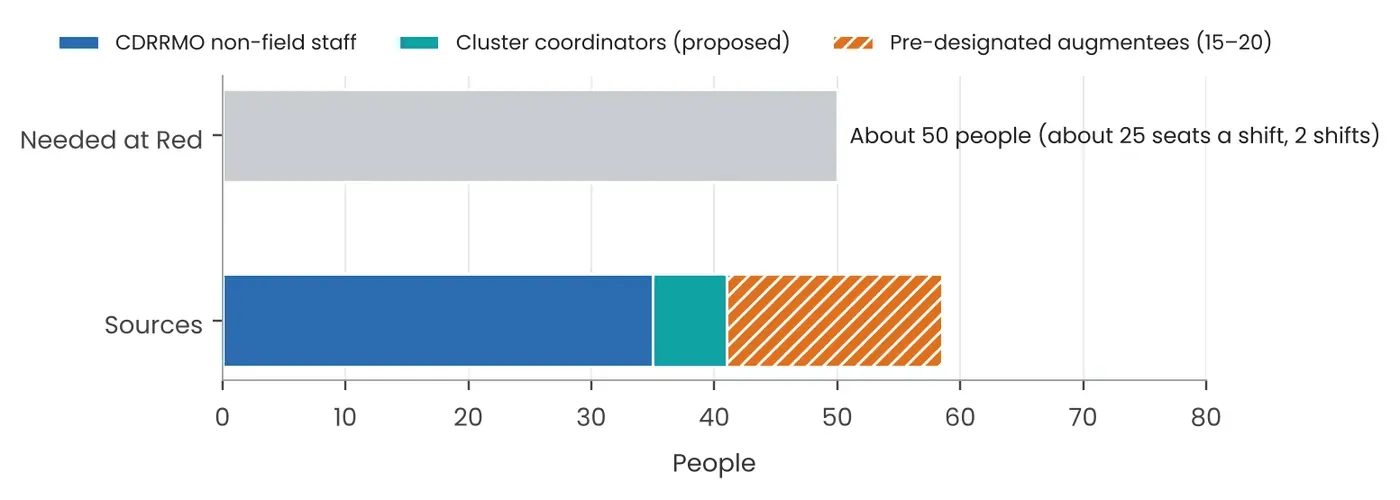 CDRRMO non-field staff Cluster coordinators (proposed) Pre-designated augmentees (15–20)
Needed at Red
About 50 people (about 25 seats a shift, 2 shifts)
Sources
0 10 20 30 40 50 60 70 80
People